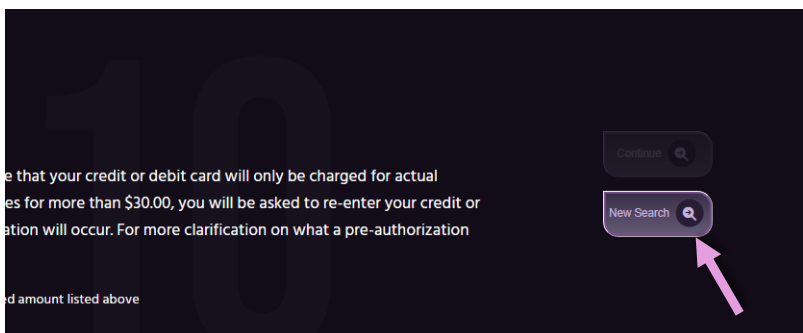 10
Continue
e that your credit or debit card will only be charged for actual
es for more than $30.00, you will be asked to re-enter your credit or
New Search
ation will occur. For more clarification on what a pre-authorization
ed amount listed above